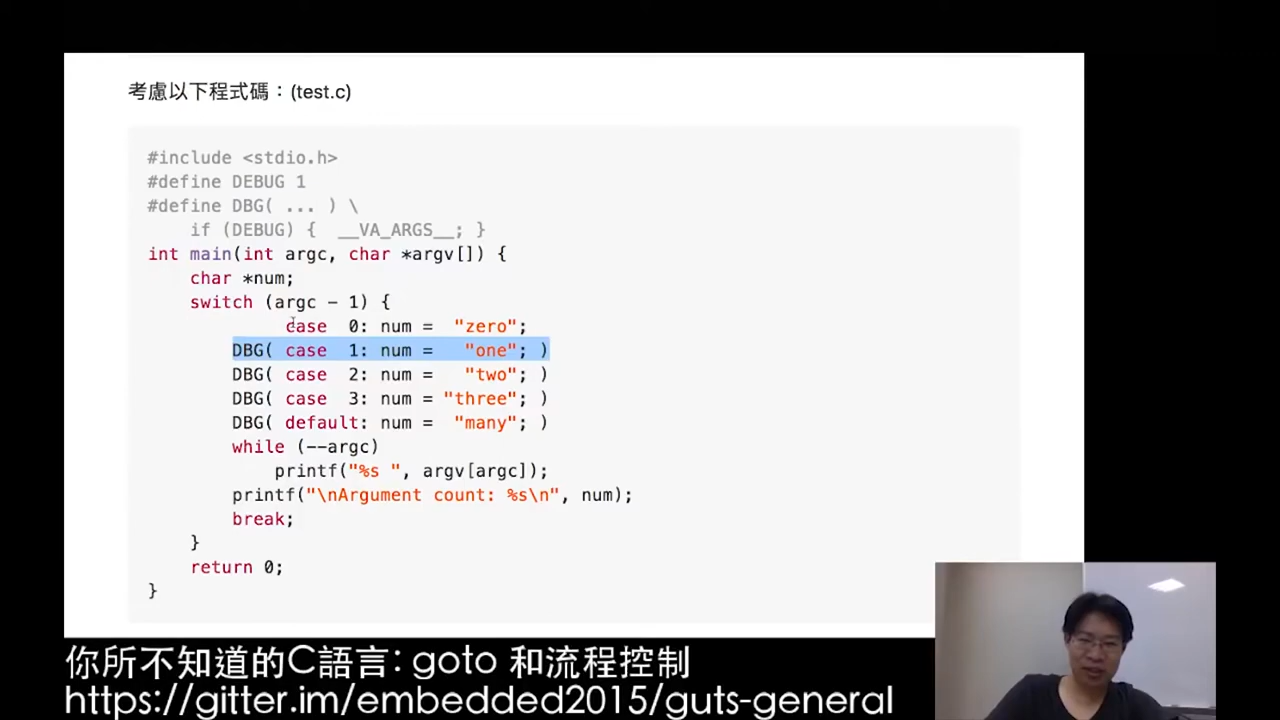 考慮以下程式碼：(test.c)
#include <stdio.h>
#define DEBUG 1
#define DBG( ... ) \
if (DEBUG) {  __VA_ARGS__; }
int main(int argc, char *argv[]) {
char *num;
switch (argc - 1) {
case  0: num =  "zero";
DBG( case  1: num =   "one"; )
DBG( case  2: num =   "two"; )
DBG( case  3: num = "three"; )
DBG( default: num =  "many"; )
while (--argc)
printf("%s ", argv[argc]);
printf("\nArgument count: %s\n", num);
break;
}
return 0;
}
你所不知道的C語言: goto 和流程控制
https://gitter.im/embedded2015/guts-general